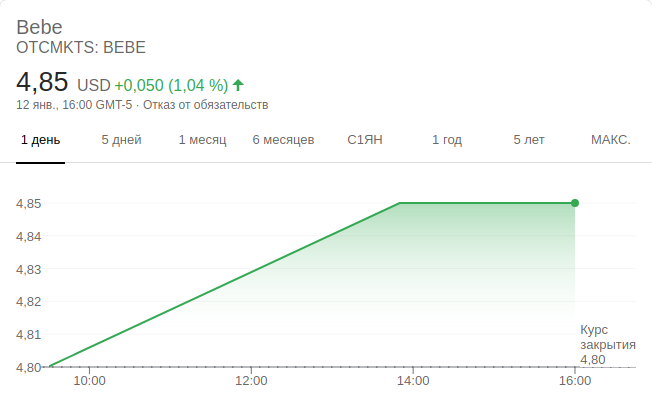 Bebe
OTCMKTS: BEBE
4,85 USD +0,050 (1,04 %)
12 янв., 16:00 GMT-5 · Отказ от обязательств
1 день 5 дней 1 месяц 6 месяцев С1ЯН 1 год 5 лет МАКС.
4,85
4,84
4,83
4,82
4,81
4,80
Курс
закрытия
4,80
10:00 12:00 14:00 16:00